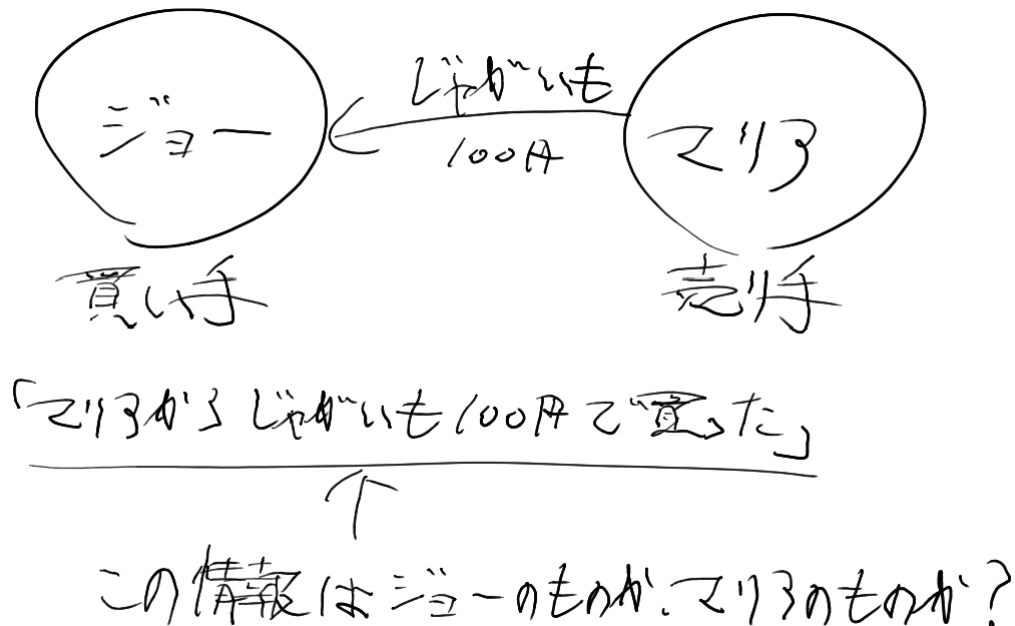 じゃがいも
ジョー
100円
マリア
買い手
売り手
「マリアからじゃがいも100円で買った」
この情報はジョーのものか、マリアのものか?